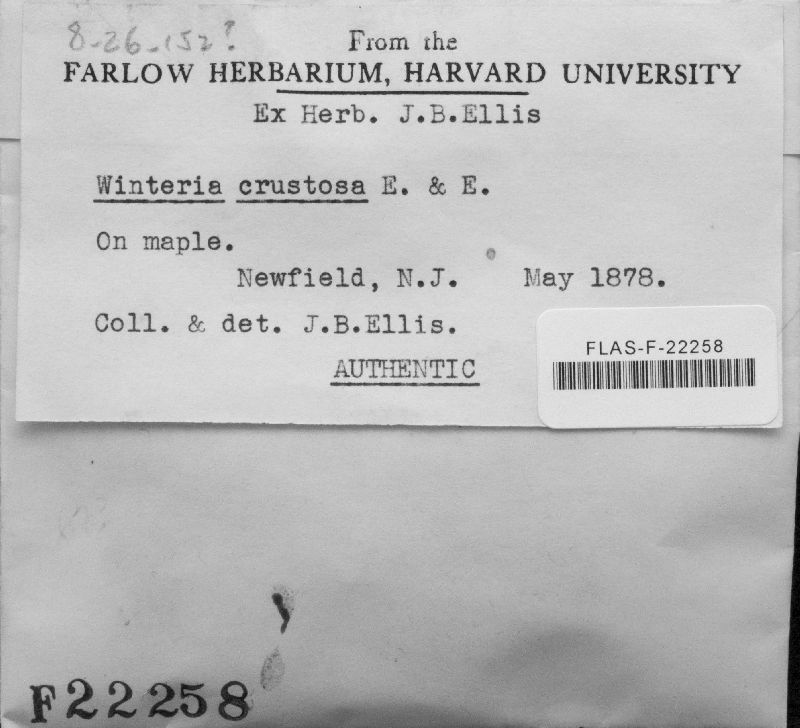 8-26-152?
From the
FARLOW HERBARIUM, HARVARD UNIVERSITY
Ex Herb. J.B.Ellis
Winteria crustosa E. & E.
On maple.
Newfield, N.J. May 1878.
Coll. & det. J.B.Ellis.
AUTHENTIC
FLAS-F-22258
F22258